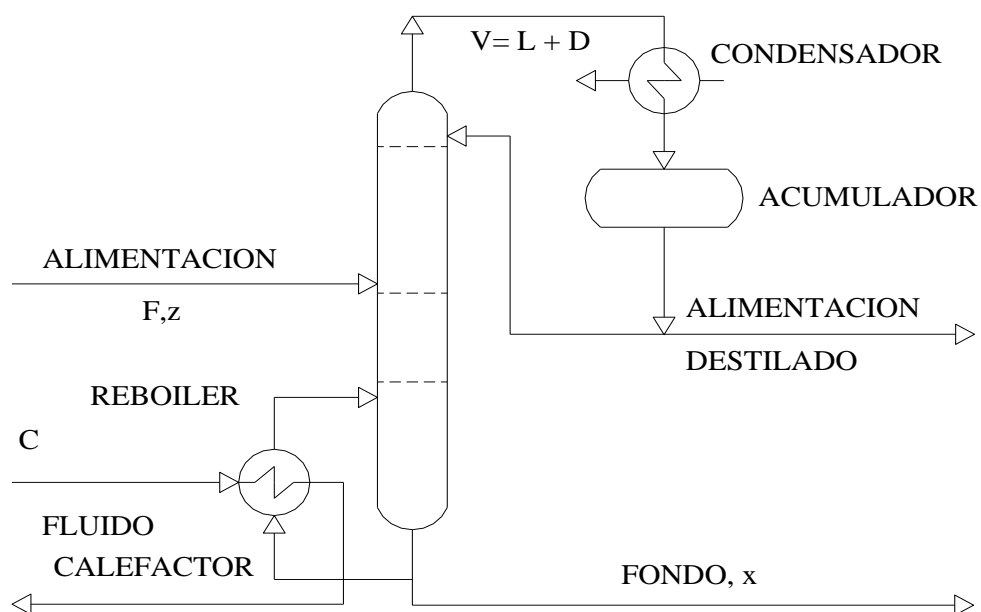 V= L + D
CONDENSADOR
ACUMULADOR
ALIMENTACION
F,z
ALIMENTACION
DESTILADO
REBOILER
C
FLUIDO
CALEFACTOR
FONDO, x